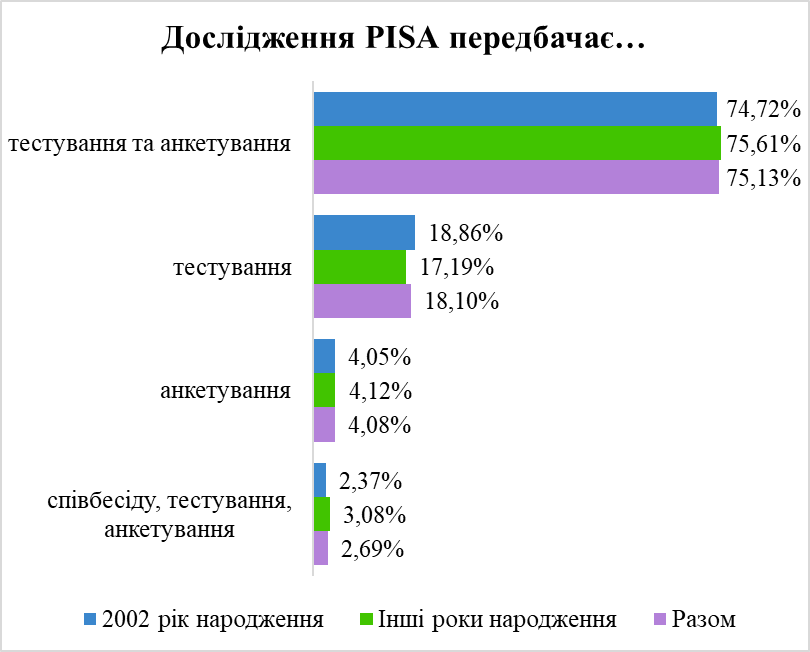 Дослідження PISA передбачає…
тестування та анкетування
74,72%
75,61%
75,13%
тестування
18,86%
17,19%
18,10%
анкетування
4,05%
4,12%
4,08%
співбесіду, тестування,
анкетування
2,37%
3,08%
2,69%
2002 рік народження
Інші роки народження
Разом